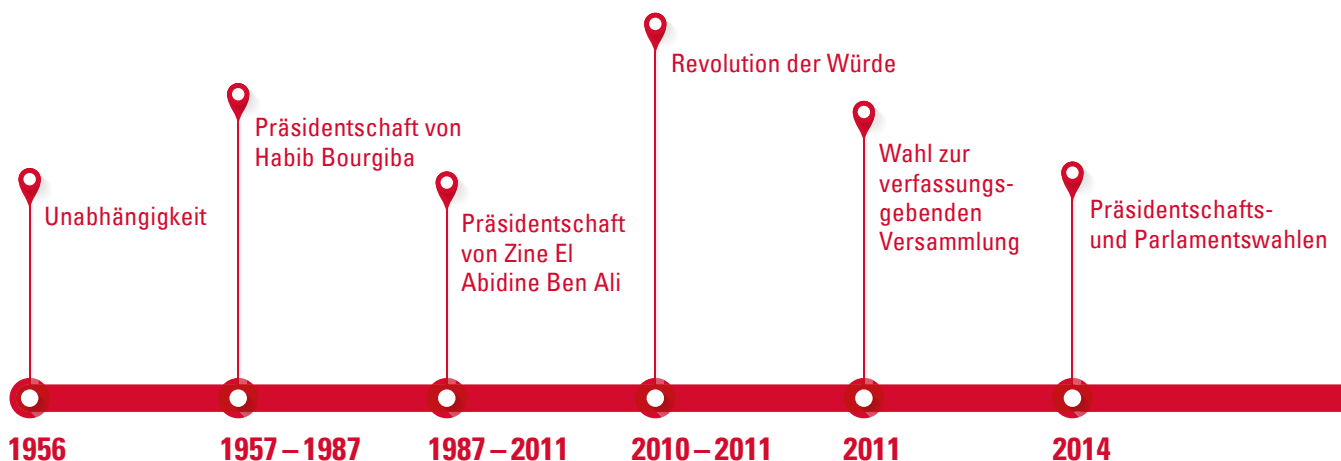 Unabhängigkeit
Präsidentschaft von
Habib Bourgiba
Präsidentschaft
von Zine El
Abidine Ben Ali
Revolution der Würde
Wahl zur
verfassungs-
gebenden
Versammlung
Präsidentschafts-
und Parlamentswahlen
1956
1957 – 1987
1987 – 2011
2010 – 2011
2011
2014